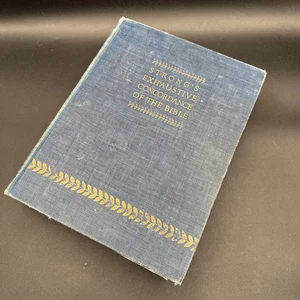 STRONG'S
EXHAUSTIVE
CONCORDANCE
OF THE BIBLE